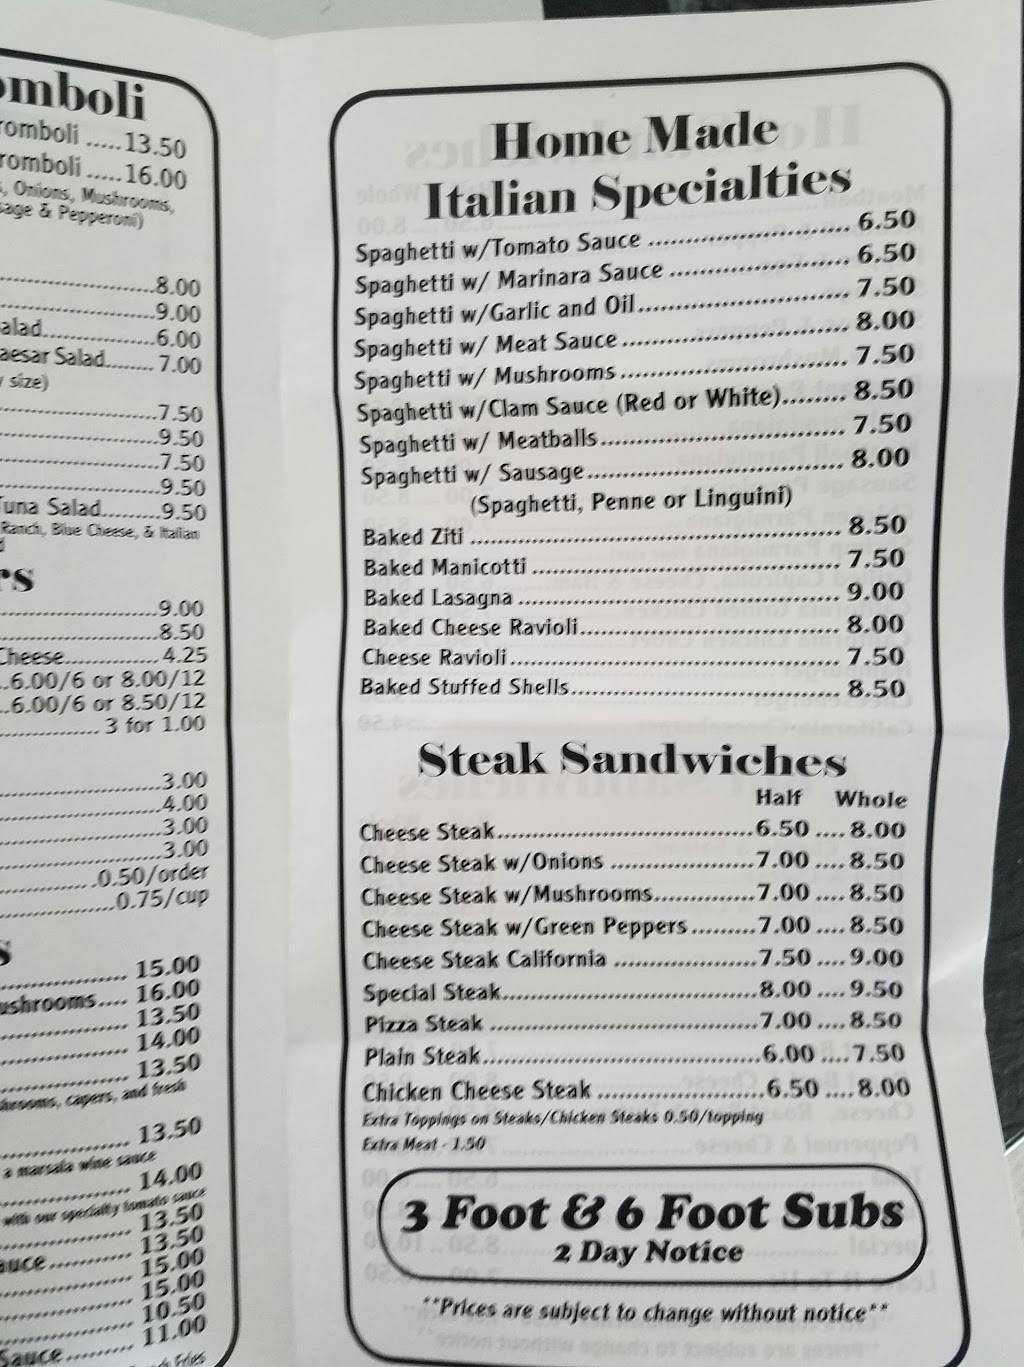 omboli
romboli .....13.50
romboli .....16.00
s, Onions, Mushrooms,
sage & Pepperoni)
8.00
9.00
alad...................6.00
aesar Salad......... 7.00
size)
7.50
9.50
7.50
9.50
Tuna Salad.........9.50
Ranch, Blue Cheese, & Italian
rs
9.00
8.50
Cheese............... 4.25
..6.00/6 or 8.00/12
..6.00/6 or 8.50/12
3 for 1.00
3.00
4.00
3.00
3.00
0.50/order
0.75/cup
s
15.00
ushrooms.... 16.00
13.50
14.00
13.50
hrooms, capers, and fresh
13.50
a marsala wine sauce
14.00
with our specialty tomato sauce
13.50
auce........... 13.50
15.00
15.00
10.50
Sauce ......... 11.00
Fries
Home Made
Italian Specialties
Spaghetti w/Tomato Sauce .............................. 6.50
Spaghetti w/ Marinara Sauce ........................... 6.50
Spaghetti w/Garlic and Oil................................ 7.50
Spaghetti w/ Meat Sauce .................................. 8.00
Spaghetti w/ Mushrooms .................................. 7.50
Spaghetti w/Clam Sauce (Red or White)......... 8.50
Spaghetti w/ Meatballs..................................... 7.50
Spaghetti w/ Sausage....................................... 8.00
(Spaghetti, Penne or Linguini)
Baked Ziti ........................................................ 8.50
Baked Manicotti ............................................... 7.50
Baked Lasagna ................................................. 9.00
Baked Cheese Ravioli....................................... 8.00
Cheese Ravioli.................................................. 7.50
Baked Stuffed Shells......................................... 8.50
Steak Sandwiches
Half Whole
Cheese Steak.......................................6.50 ....8.00
Cheese Steak w/Onions ......................7.00 ....8.50
Cheese Steak w/Mushrooms...............7.00 ....8.50
Cheese Steak w/Green Peppers..........7.00 ....8.50
Cheese Steak California ......................7.50 ....9.00
Special Steak.......................................8.00 ....9.50
Pizza Steak .........................................7.00 ....8.50
Plain Steak..........................................6.00 ....7.50
Chicken Cheese Steak .........................6.50 ....8.00
Extra Toppings on Steaks/Chicken Steaks 0.50/topping
Extra Meat - 1.50
3 Foot & 6 Foot Subs
2 Day Notice
**Prices are subject to change without notice**